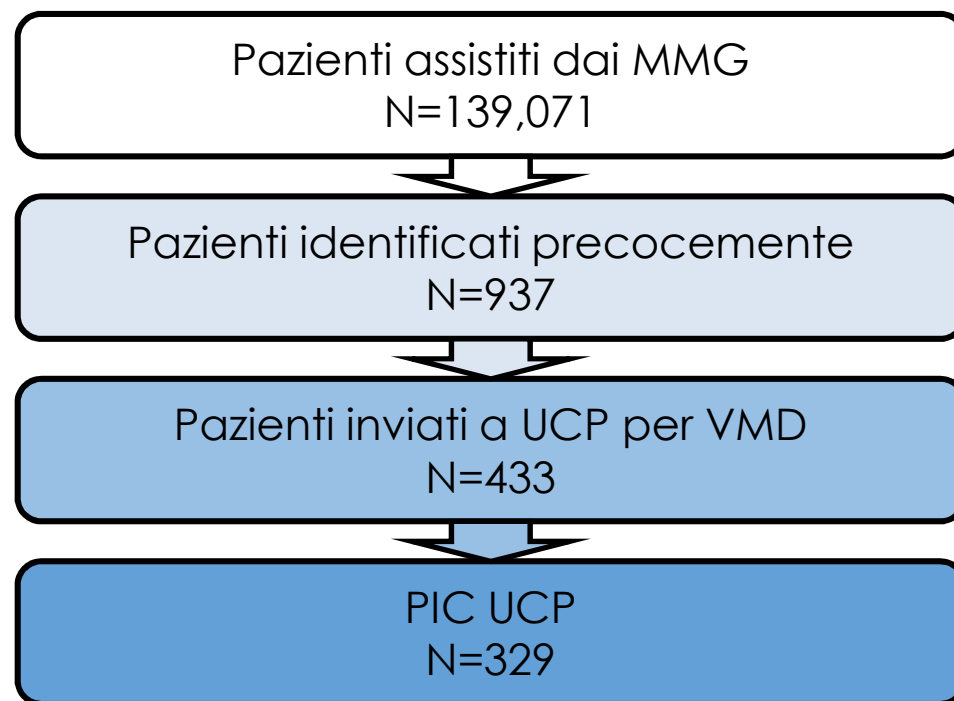 Pazienti assistiti dai MMG
N=139,071
Pazienti identificati precocemente
N=937
Pazienti inviati a UCP per VMD
N=433
PIC UCP
N=329